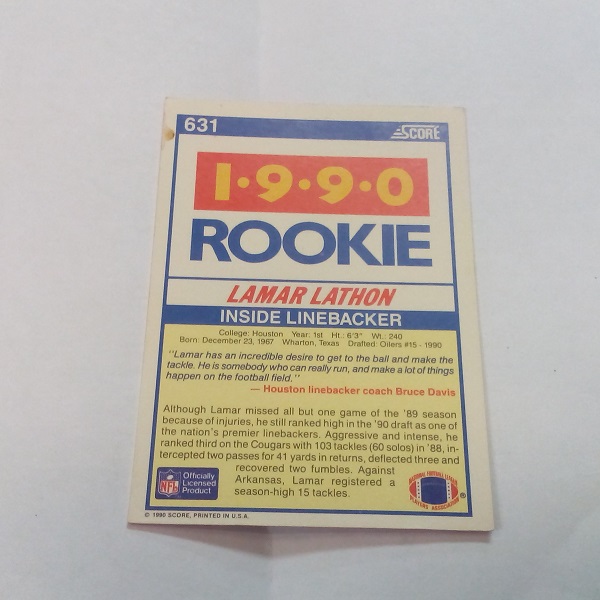 631 SCORE
1·9·9·0
ROOKIE
LAMAR LATHON
INSIDE LINEBACKER
College: Houston Year: 1st Ht.: 6'3" Wt.: 240
Born: December 23, 1967 Wharton, Texas Drafted: Oilers #15 - 1990
"Lamar has an incredible desire to get to the ball and make the
tackle. He is somebody who can really run, and make a lot of things
happen on the football field."
— Houston linebacker coach Bruce Davis
Although Lamar missed all but one game of the '89 season
because of injuries, he still ranked high in the '90 draft as one of
the nation's premier linebackers. Aggressive and intense, he
ranked third on the Cougars with 103 tackles (60 solos) in '88, in-
tercepted two passes for 41 yards in returns, deflected three and
recovered two fumbles. Against
Arkansas, Lamar registered a
season-high 15 tackles.
NFL
Officially
Licensed
Product
NATIONAL FOOTBALL LEAGUE
PLAYERS ASSOCIATION
®
© 1990 SCORE, PRINTED IN U.S.A.